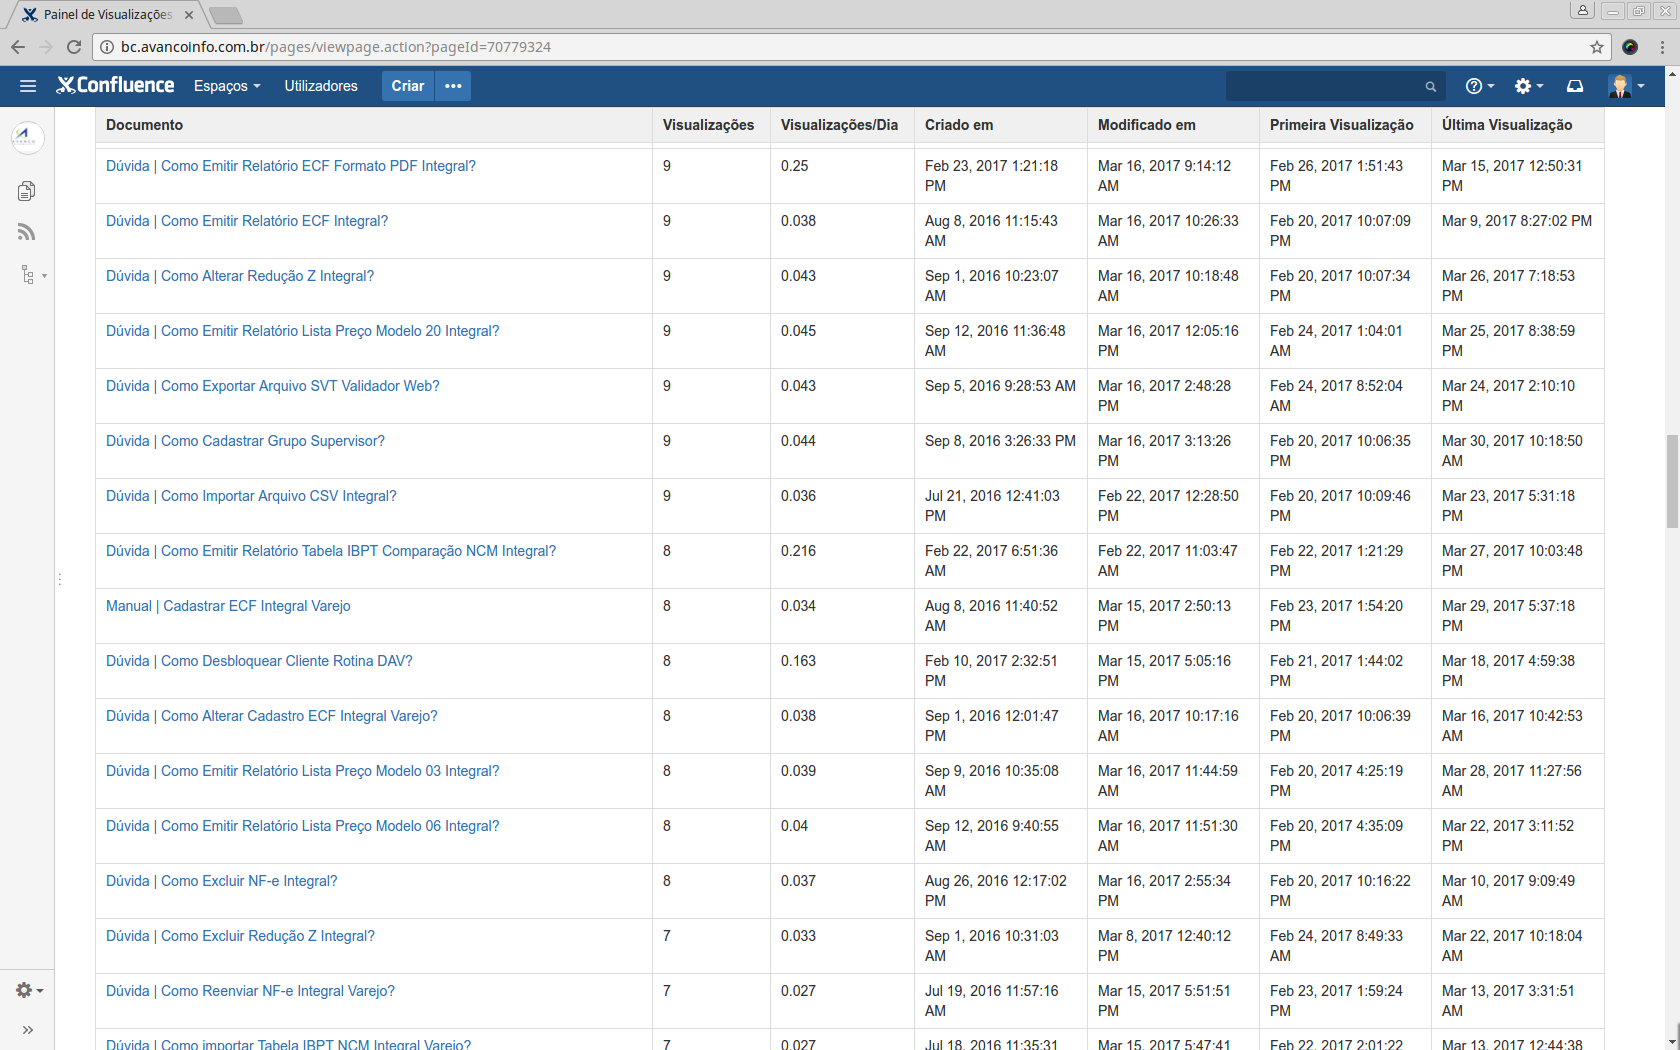 Painel de Visualizações
bc.avancoinfo.com.br/pages/viewpage.action?pageId=70779324
Confluence Espaços Utilizadores Criar
Documento Visualizações Visualizações/Dia Criado em Modificado em Primeira Visualização Última Visualização
Dúvida | Como Emitir Relatório ECF Formato PDF Integral? 9 0.25 Feb 23, 2017 1:21:18 Mar 16, 2017 9:14:12 Feb 26, 2017 1:51:43 Mar 15, 2017 12:50:31
PM AM PM PM
Dúvida | Como Emitir Relatório ECF Integral? 9 0.038 Aug 8, 2016 11:15:43 Mar 16, 2017 10:26:33 Feb 20, 2017 10:07:09 Mar 9, 2017 8:27:02 PM
AM AM PM
Dúvida | Como Alterar Redução Z Integral? 9 0.043 Sep 1, 2016 10:23:07 Mar 16, 2017 10:18:48 Feb 20, 2017 10:07:34 Mar 26, 2017 7:18:53
AM AM PM PM
Dúvida | Como Emitir Relatório Lista Preço Modelo 20 Integral? 9 0.045 Sep 12, 2016 11:36:48 Mar 16, 2017 12:05:16 Feb 24, 2017 1:04:01 Mar 25, 2017 8:38:59
AM PM AM PM
Dúvida | Como Exportar Arquivo SVT Validador Web? 9 0.043 Sep 5, 2016 9:28:53 AM Mar 16, 2017 2:48:28 Feb 24, 2017 8:52:04 Mar 24, 2017 2:10:10
PM AM PM
Dúvida | Como Cadastrar Grupo Supervisor? 9 0.044 Sep 8, 2016 3:26:33 PM Mar 16, 2017 3:13:26 Feb 20, 2017 10:06:35 Mar 30, 2017 10:18:50
PM PM AM
Dúvida | Como Importar Arquivo CSV Integral? 9 0.036 Jul 21, 2016 12:41:03 Feb 22, 2017 12:28:50 Feb 20, 2017 10:09:46 Mar 23, 2017 5:31:18
PM PM PM PM
Dúvida | Como Emitir Relatório Tabela IBPT Comparação NCM Integral? 8 0.216 Feb 22, 2017 6:51:36 Feb 22, 2017 11:03:47 Feb 22, 2017 1:21:29 Mar 27, 2017 10:03:48
AM AM PM PM
Manual | Cadastrar ECF Integral Varejo 8 0.034 Aug 8, 2016 11:40:52 Mar 15, 2017 2:50:13 Feb 23, 2017 1:54:20 Mar 29, 2017 5:37:18
AM PM PM PM
Dúvida | Como Desbloquear Cliente Rotina DAV? 8 0.163 Feb 10, 2017 2:32:51 Mar 15, 2017 5:05:16 Feb 21, 2017 1:44:02 Mar 18, 2017 4:59:38
PM PM PM PM
Dúvida | Como Alterar Cadastro ECF Integral Varejo? 8 0.038 Sep 1, 2016 12:01:47 Mar 16, 2017 10:17:16 Feb 20, 2017 10:06:39 Mar 16, 2017 10:42:53
PM AM PM AM
Dúvida | Como Emitir Relatório Lista Preço Modelo 03 Integral? 8 0.039 Sep 9, 2016 10:35:08 Mar 16, 2017 11:44:59 Feb 20, 2017 4:25:19 Mar 28, 2017 11:27:56
AM AM PM AM
Dúvida | Como Emitir Relatório Lista Preço Modelo 06 Integral? 8 0.04 Sep 12, 2016 9:40:55 Mar 16, 2017 11:51:30 Feb 20, 2017 4:35:09 Mar 22, 2017 3:11:52
AM AM PM PM
Dúvida | Como Excluir NF-e Integral? 8 0.037 Aug 26, 2016 12:17:02 Mar 16, 2017 2:55:34 Feb 20, 2017 10:16:22 Mar 10, 2017 9:09:49
PM PM PM AM
Dúvida | Como Excluir Redução Z Integral? 7 0.033 Sep 1, 2016 10:31:03 Mar 8, 2017 12:40:12 Feb 24, 2017 8:49:33 Mar 22, 2017 10:18:04
AM PM AM AM
Dúvida | Como Reenviar NF-e Integral Varejo? 7 0.027 Jul 19, 2016 11:57:16 Mar 15, 2017 5:51:51 Feb 23, 2017 1:59:24 Mar 13, 2017 3:31:51
AM PM PM AM
Dúvida | Como importar Tabela IBPT NCM Integral Varejo? 7 0.027 Jul 18, 2016 11:35:31 Mar 15, 2017 5:47:41 Feb 22, 2017 2:01:22 Mar 13, 2017 12:44:38